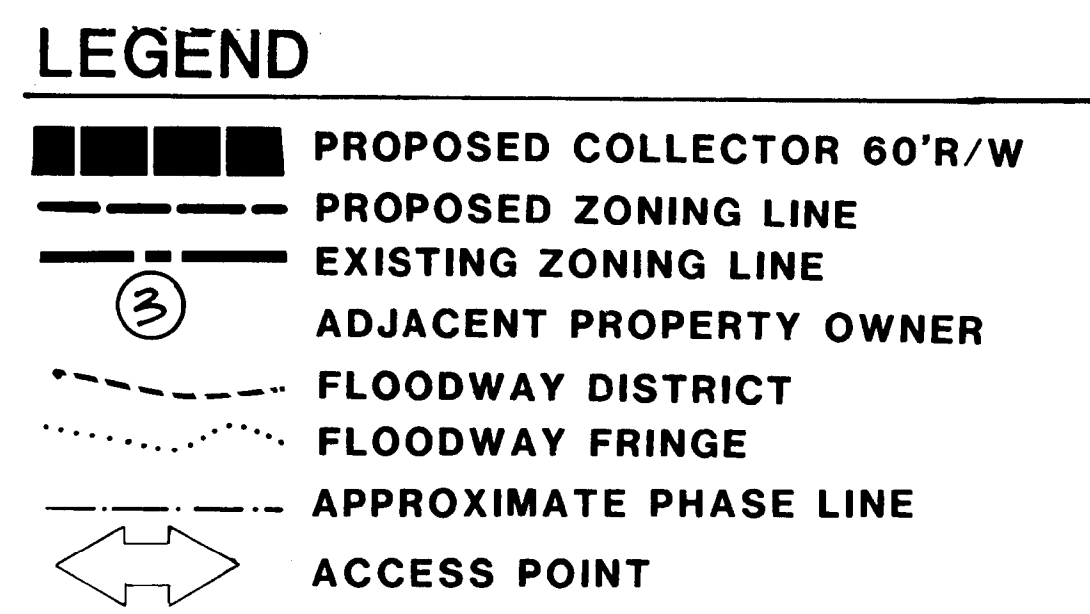 LEGEND
PROPOSED COLLECTOR 60'R/W
PROPOSED ZONING LINE
EXISTING ZONING LINE
3
ADJACENT PROPERTY OWNER
FLOODWAY DISTRICT
FLOODWAY FRINGE
APPROXIMATE PHASE LINE
ACCESS POINT